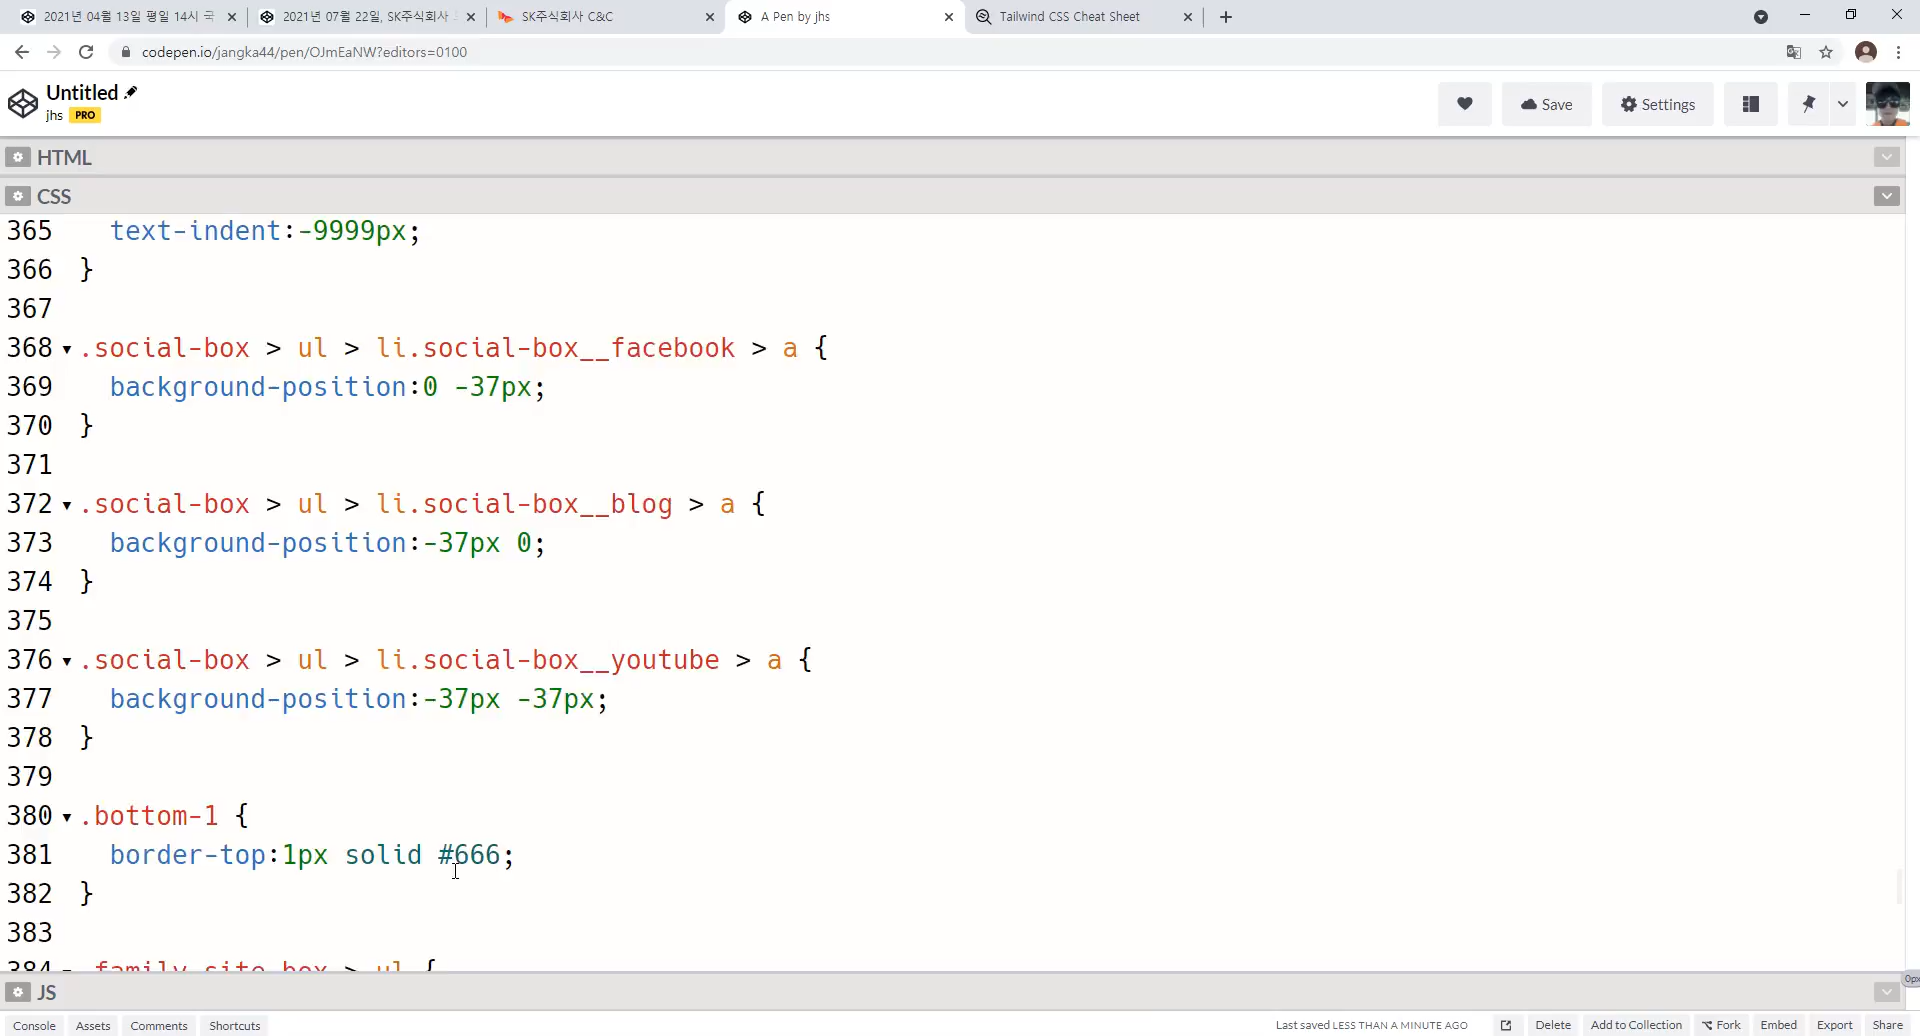 2021년 04월 13일 평일 14시 국
2021년 07월 22일, SK주식회사
SK주식회사 C&C
A Pen by jhs
Tailwind CSS Cheat Sheet
codepen.io/jangka44/pen/OJmEaNW?editors=0100
Untitled
jhs PRO
Save
Settings
HTML
CSS
365 text-indent:-9999px;
366 }
367
368 .social-box > ul > li.social-box__facebook > a {
369 background-position:0 -37px;
370 }
371
372 .social-box > ul > li.social-box__blog > a {
373 background-position:-37px 0;
374 }
375
376 .social-box > ul > li.social-box__youtube > a {
377 background-position:-37px -37px;
378 }
379
380 .bottom-1 {
381 border-top:1px solid #666;
382 }
383
384 .family-site-box > ul {
0px
JS
Console Assets Comments Shortcuts Last saved LESS THAN A MINUTE AGO Delete Add to Collection Fork Embed Export Share